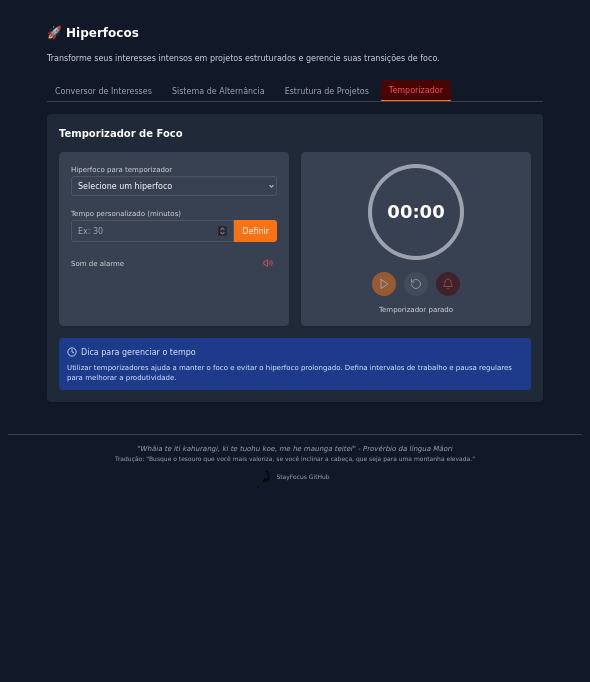 🚀 Hiperfocos
Transforme seus interesses intensos em projetos estruturados e gerencie suas transições de foco.
Conversor de Interesses
Sistema de Alternância
Estrutura de Projetos
Temporizador
Temporizador de Foco
Hiperfoco para temporizador
Selecione um hiperfoco
Tempo personalizado (minutos)
Ex: 30
Definir
Som de alarme
00:00
Temporizador parado
Dica para gerenciar o tempo
Utilizar temporizadores ajuda a manter o foco e evitar o hiperfoco prolongado. Defina intervalos de trabalho e pausa regulares
para melhorar a produtividade.
"Whāia te iti kahurangi, ki te tuohu koe, me he maunga teitei" - Provérbio da língua Māori
Tradução: "Busque o tesouro que você mais valoriza, se você inclinar a cabeça, que seja para uma montanha elevada."
StayFocus GitHub